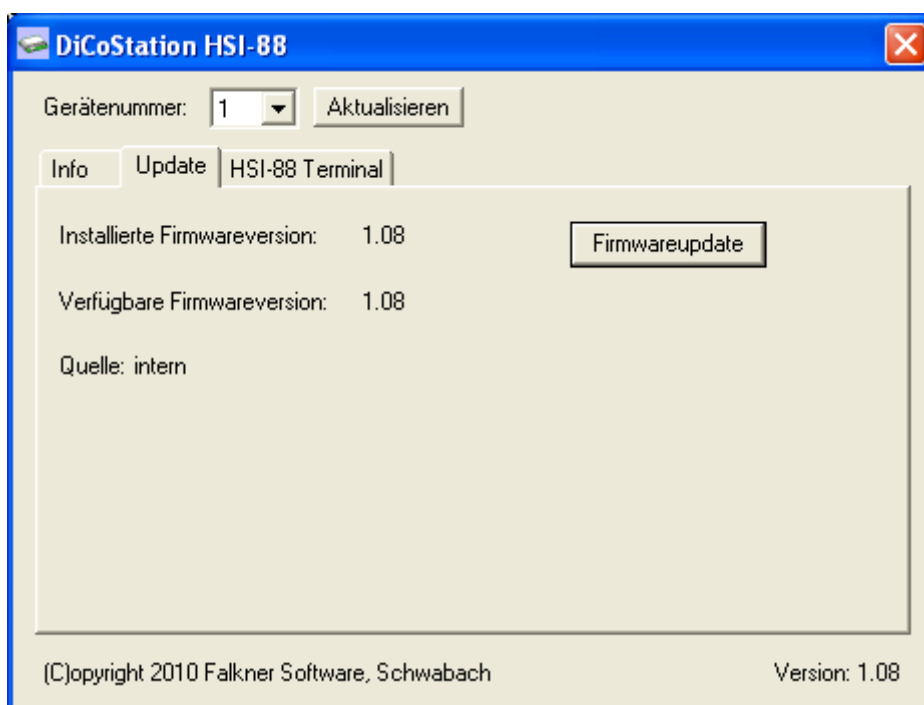 DiCoStation HSI-88
Gerätenummer: 1 Aktualisieren
Info Update HSI-88 Terminal
Installierte Firmwareversion: 1.08 Firmwareupdate
Verfügbare Firmwareversion: 1.08
Quelle: intern
(C)opyright 2010 Falkner Software, Schwabach Version: 1.08